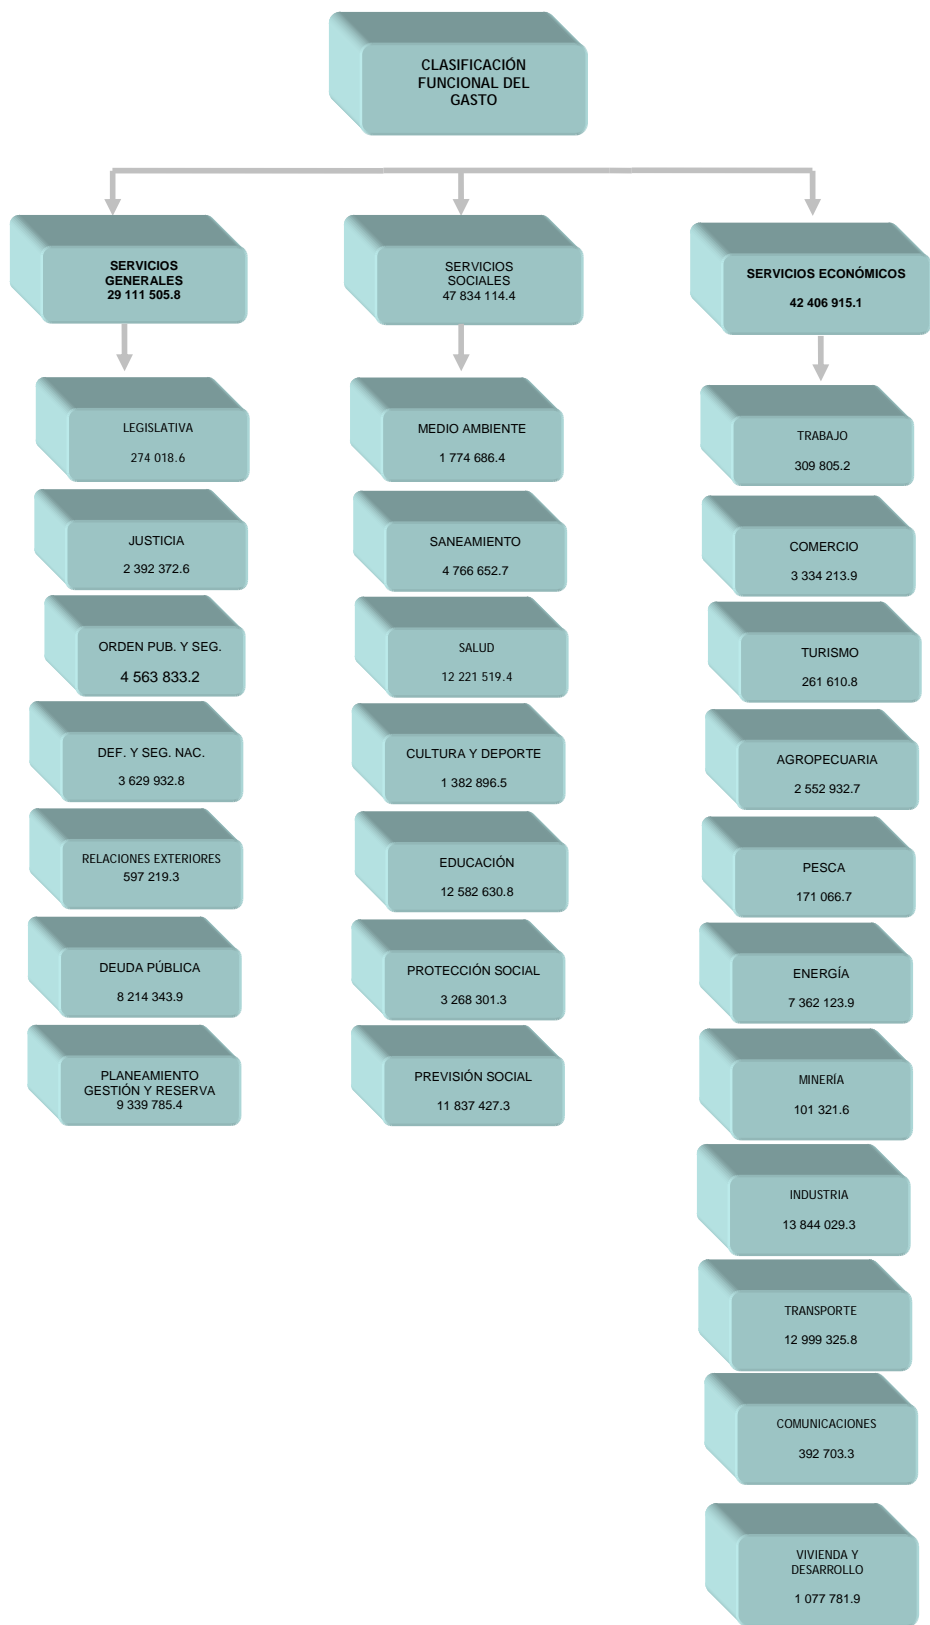 CLASIFICACIÓN
FUNCIONAL DEL
GASTO
SERVICIOS
GENERALES
29 111 505.8
LEGISLATIVA
274 018.6
JUSTICIA
2 392 372.6
ORDEN PUB. Y SEG.
4 563 833.2
DEF. Y SEG. NAC.
3 629 932.8
RELACIONES EXTERIORES
597 219.3
DEUDA PÚBLICA
8 214 343.9
PLANEAMIENTO
GESTIÓN Y RESERVA
9 339 785.4
SERVICIOS
SOCIALES
47 834 114.4
MEDIO AMBIENTE
1 774 686.4
SANEAMIENTO
4 766 652.7
SALUD
12 221 519.4
CULTURA Y DEPORTE
1 382 896.5
EDUCACIÓN
12 582 630.8
PROTECCIÓN SOCIAL
3 268 301.3
PREVISIÓN SOCIAL
11 837 427.3
SERVICIOS ECONÓMICOS
42 406 915.1
TRABAJO
309 805.2
COMERCIO
3 334 213.9
TURISMO
261 610.8
AGROPECUARIA
2 552 932.7
PESCA
171 066.7
ENERGÍA
7 362 123.9
MINERÍA
101 321.6
INDUSTRIA
13 844 029.3
TRANSPORTE
12 999 325.8
COMUNICACIONES
392 703.3
VIVIENDA Y
DESARROLLO
1 077 781.9